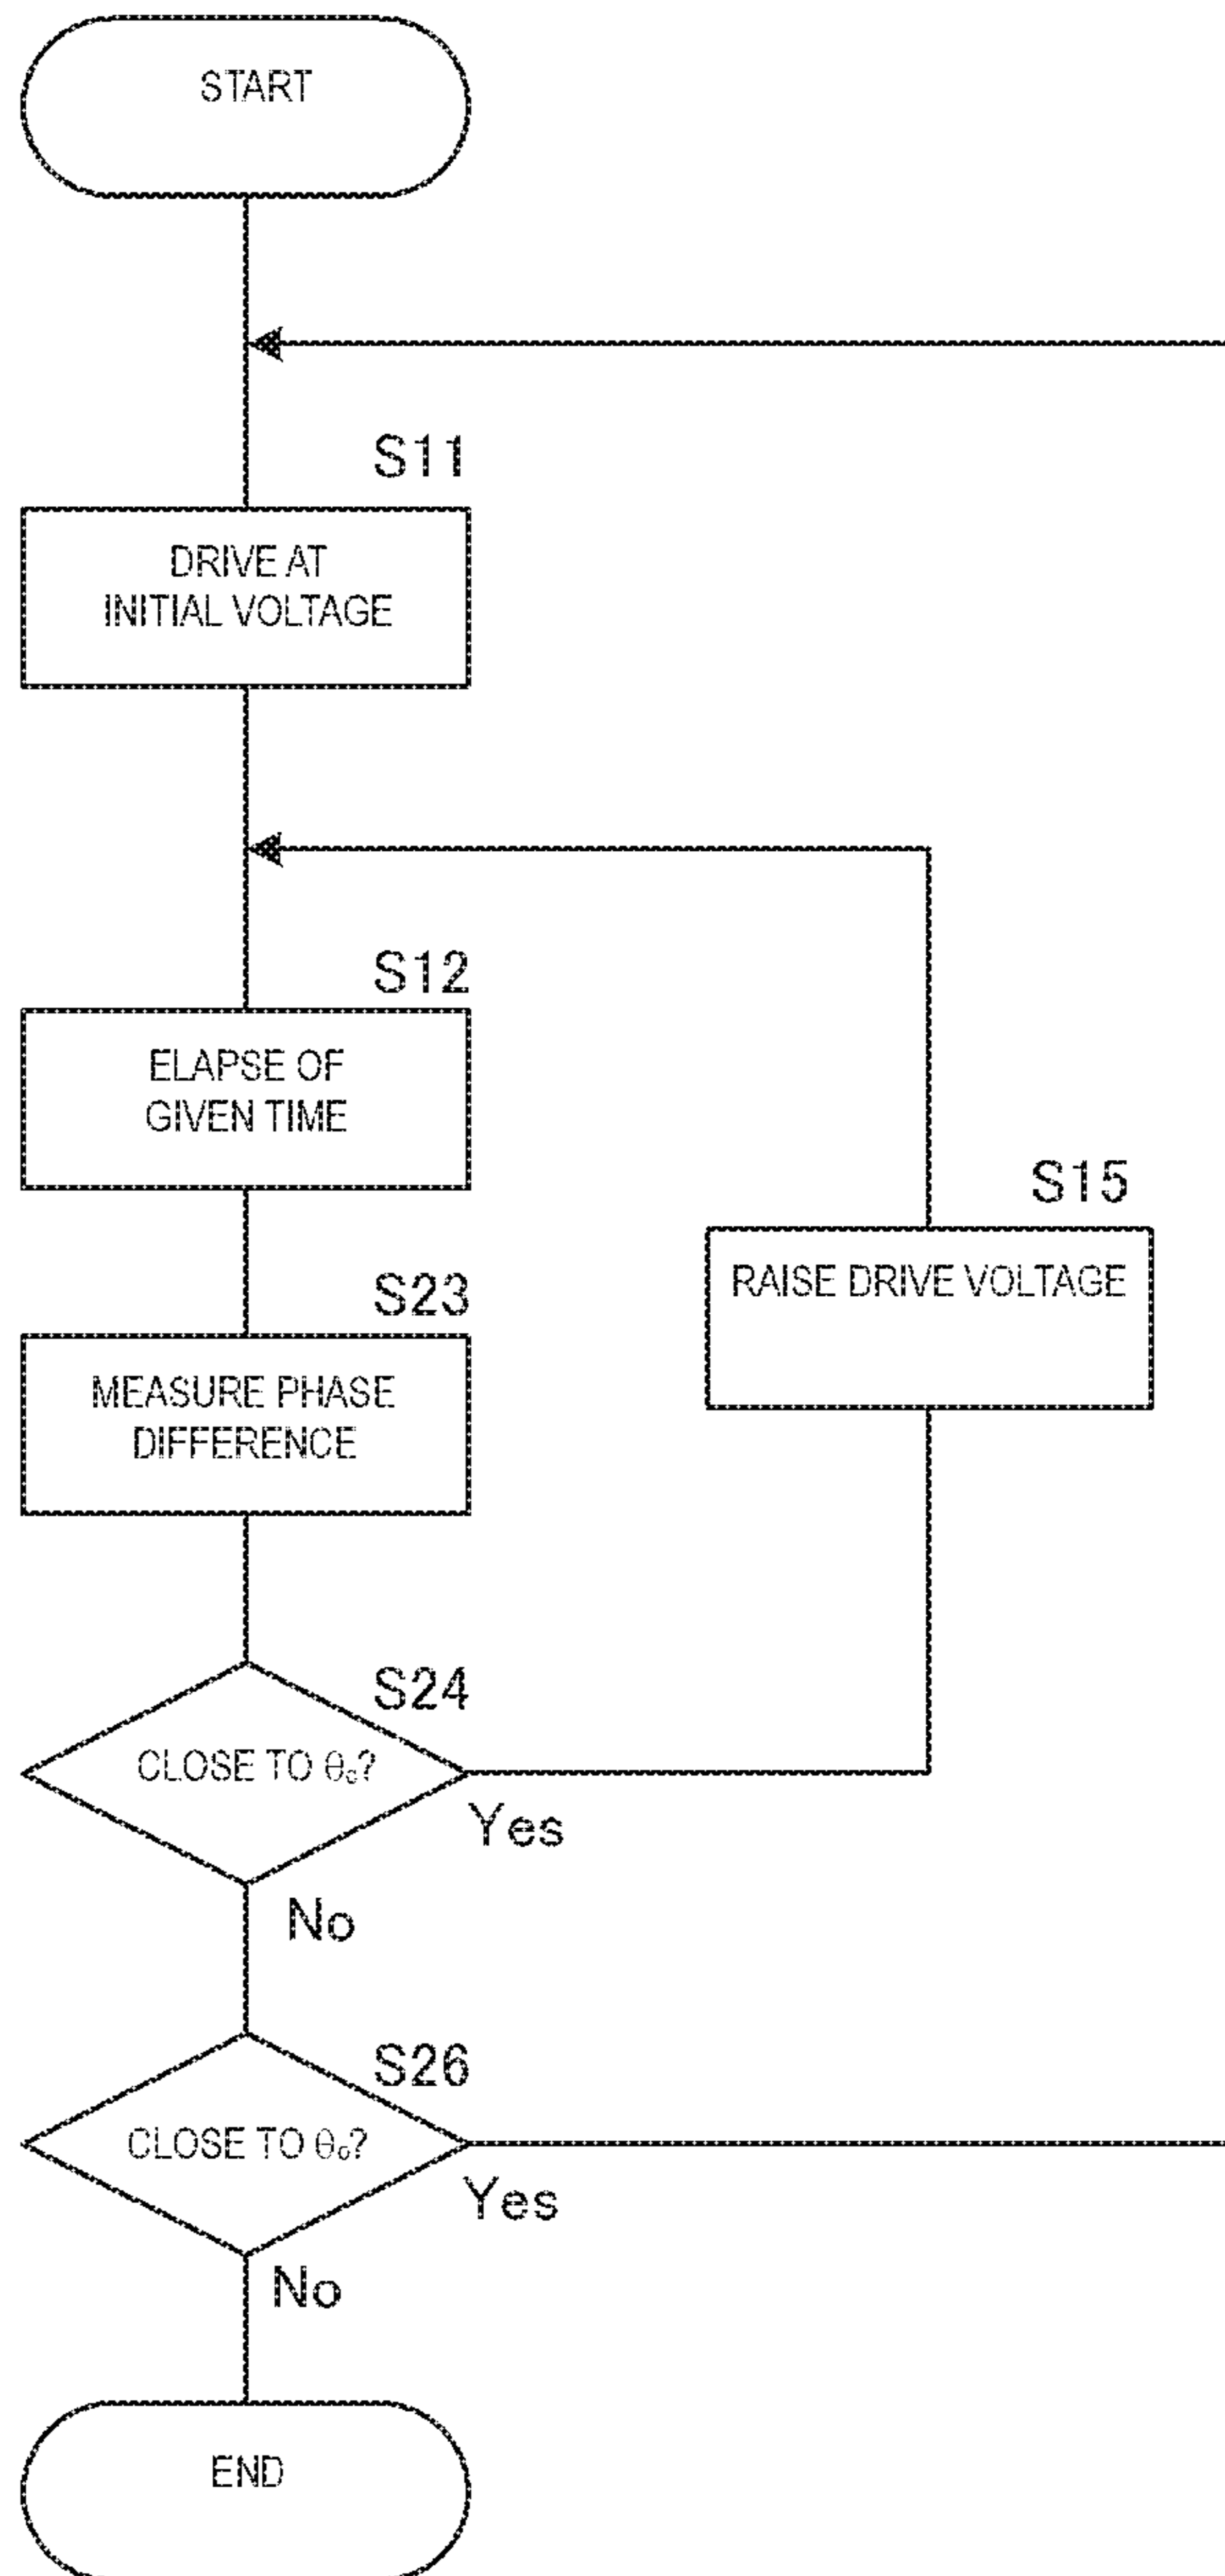 START
S11
DRIVE AT
INITIAL VOLTAGE
S12
ELAPSE OF
GIVEN TIME
S15
RAISE DRIVE VOLTAGE
S23
MEASURE PHASE
DIFFERENCE
S24
CLOSE TO θc?
Yes
No
S26
CLOSE TO θ₀?
Yes
No
END